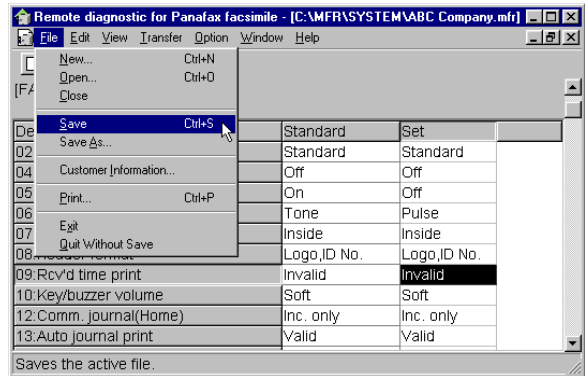 Remote diagnostic for Panafax facsimile - [C:\MFR\SYSTEM\ABC Company.mfr]
File Edit View Transfer Option Window Help
New... Ctrl+N
Open... Ctrl+O
Close
Save Ctrl+S
Save As...
Customer Information...
Print... Ctrl+P
Exit
Quit Without Save
[FA
De Standard Set
02 Standard Standard
04 Off Off
05 On Off
06 Tone Pulse
07 Inside Inside
08: Logo,ID No. Logo,ID No.
09:Rcv'd time print Invalid Invalid
10:Key/buzzer volume Soft Soft
12:Comm. journal(Home) Inc. only Inc. only
13:Auto journal print Valid Valid
Saves the active file.